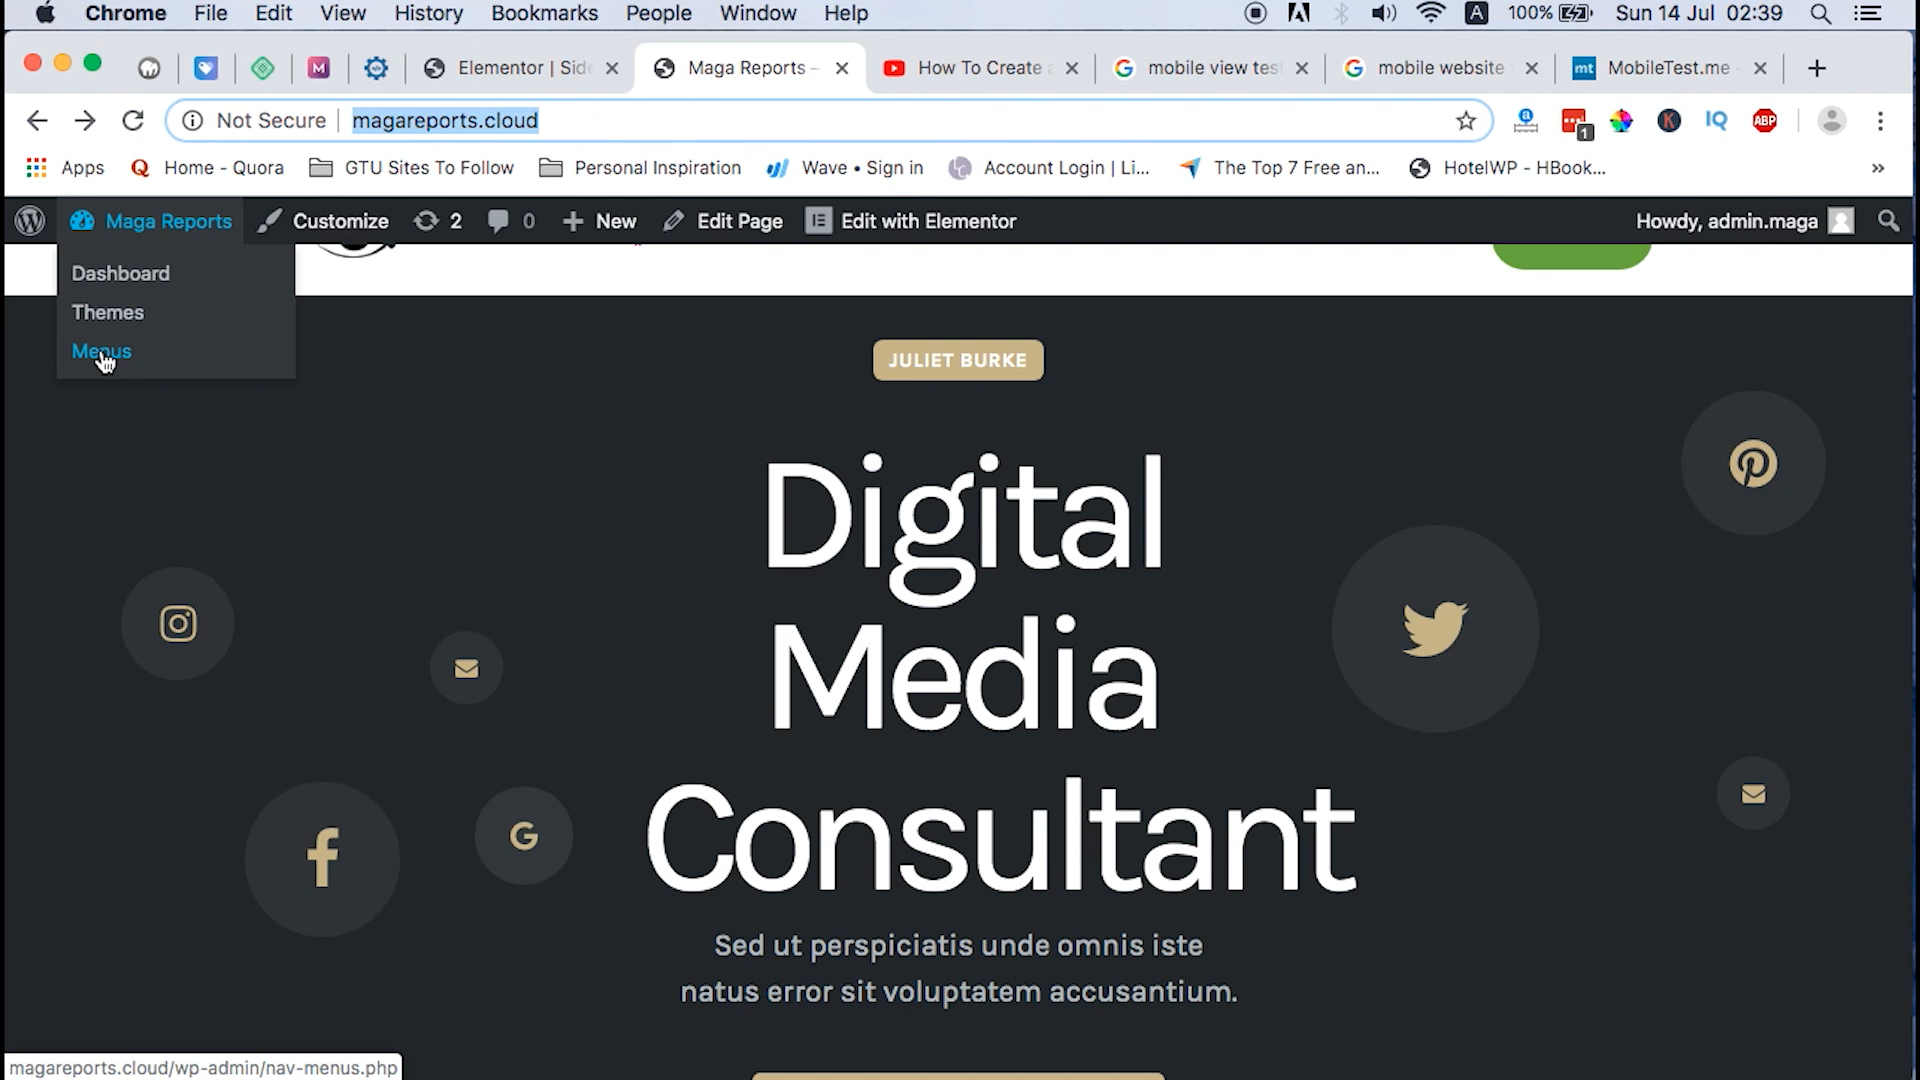 Chrome File Edit View History Bookmarks People Window Help A 100% Sun 14 Jul 02:39
M Elementor | Side Maga Reports – How To Create a mobile view tes mobile website mt MobileTest.me -
Not Secure magareports.cloud a 1 K IQ ABP
Apps Q Home - Quora GTU Sites To Follow Personal Inspiration Wave • Sign in LC Account Login | Li... The Top 7 Free an... HotelWP - HBook... »
Maga Reports Customize 2 0 New Edit Page Edit with Elementor Howdy, admin.maga
Dashboard
Themes
Menus
JULIET BURKE
Digital
Media
Consultant
Sed ut perspiciatis unde omnis iste
natus error sit voluptatem accusantium.
magareports.cloud/wp-admin/nav-menus.php